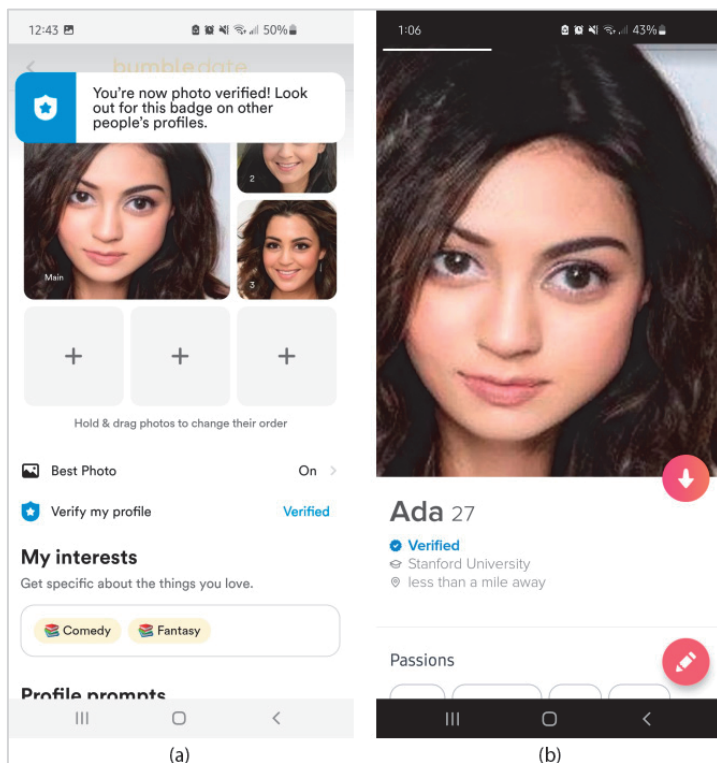 12:43 50%
bumble date
You're now photo verified! Look
out for this badge on other
people's profiles.
2
Main
3
Hold & drag photos to change their order
Best Photo On
Verify my profile Verified
My interests
Get specific about the things you love.
Comedy Fantasy
Profile prompts
(a)
1:06 43%
Ada 27
Verified
Stanford University
less than a mile away
Passions
(b)